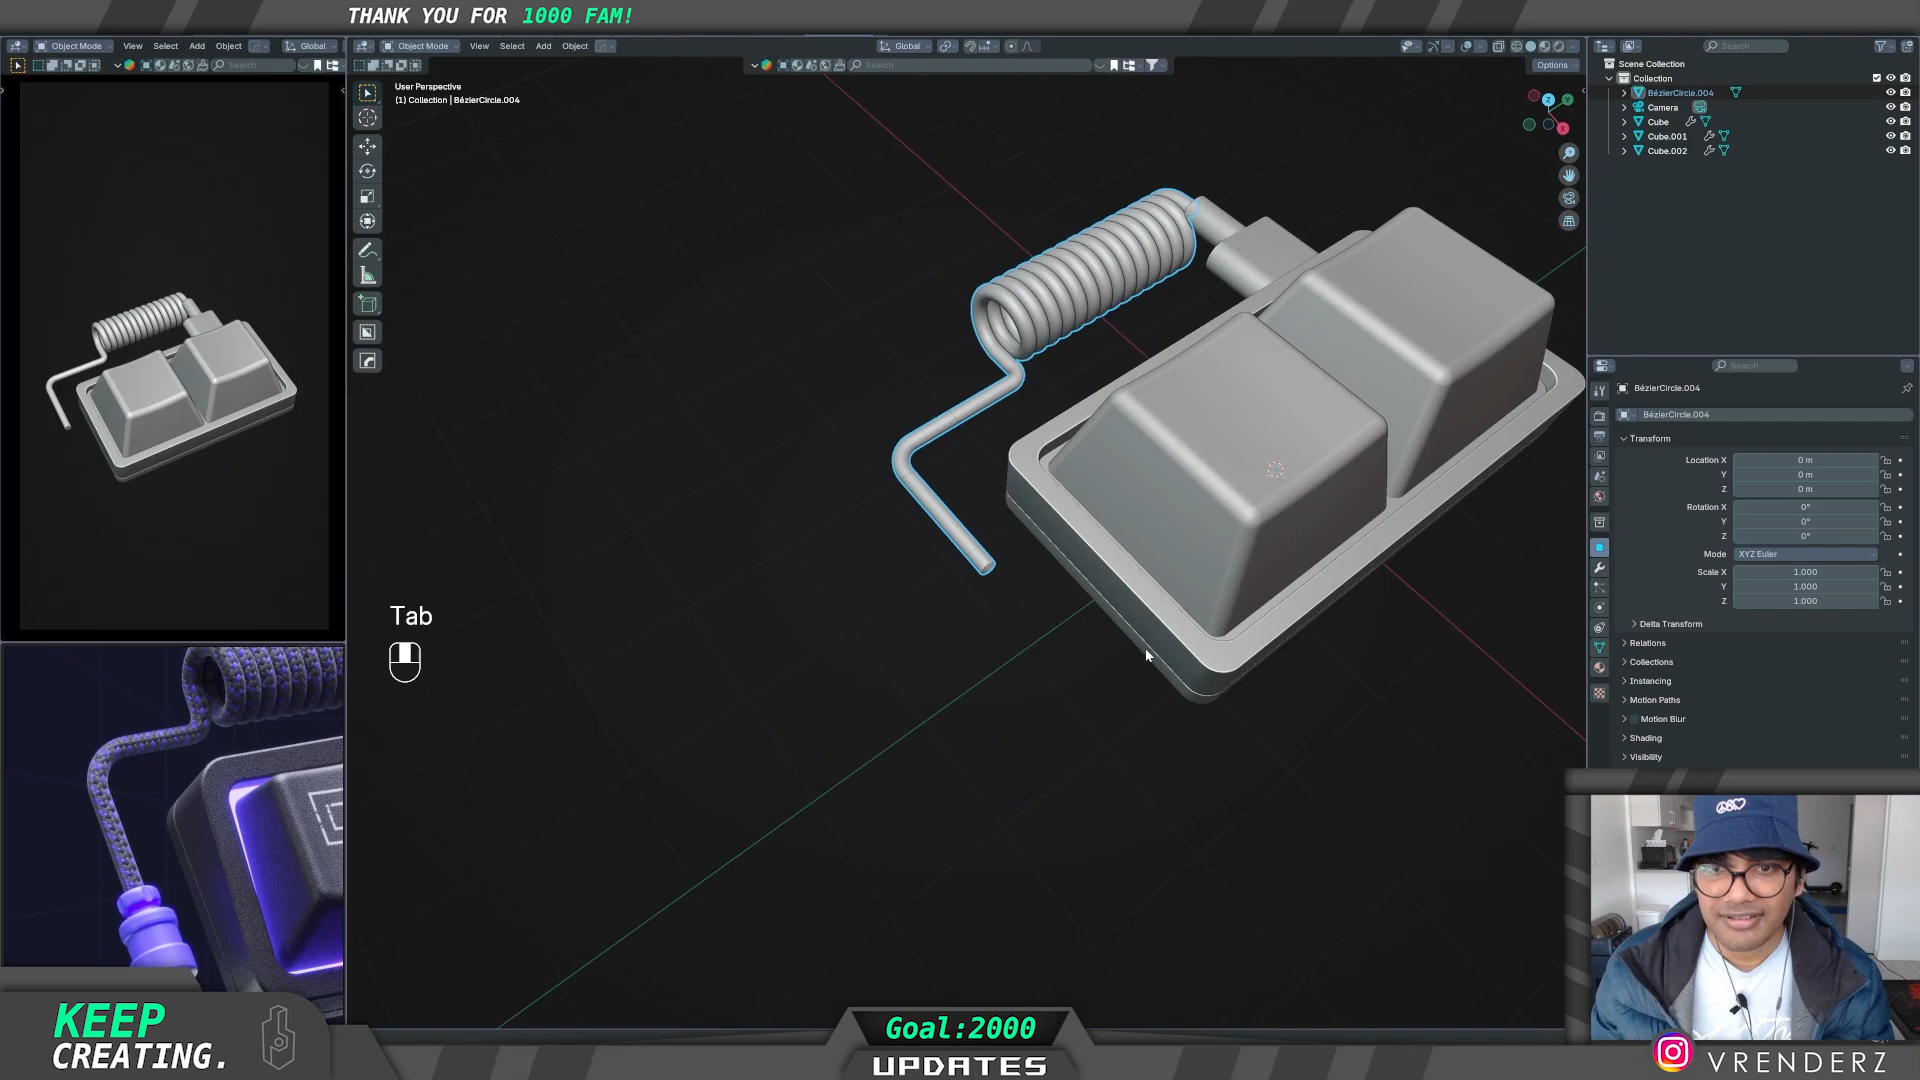 THANK YOU FOR 1000 FAM!
Object Mode View Select Add Object Global
Object Mode View Select Add Object Global
Search
Search
Options
User Perspective
(1) Collection | BézierCircle.004
X
Y
Z
Tab
Search
Scene Collection
Collection
BézierCircle.004
Camera
Cube
Cube.001
Cube.002
Search
BézierCircle.004
BézierCircle.004
Transform
Location X 0 m
Y 0 m
Z 0 m
Rotation X 0°
Y 0°
Z 0°
Mode XYZ Euler
Scale X 1.000
Y 1.000
Z 1.000
Delta Transform
Relations
Collections
Instancing
Motion Paths
Motion Blur
Shading
Visibility
KEEP
CREATING.
Goal:2000
UPDATES
VRENDERZ